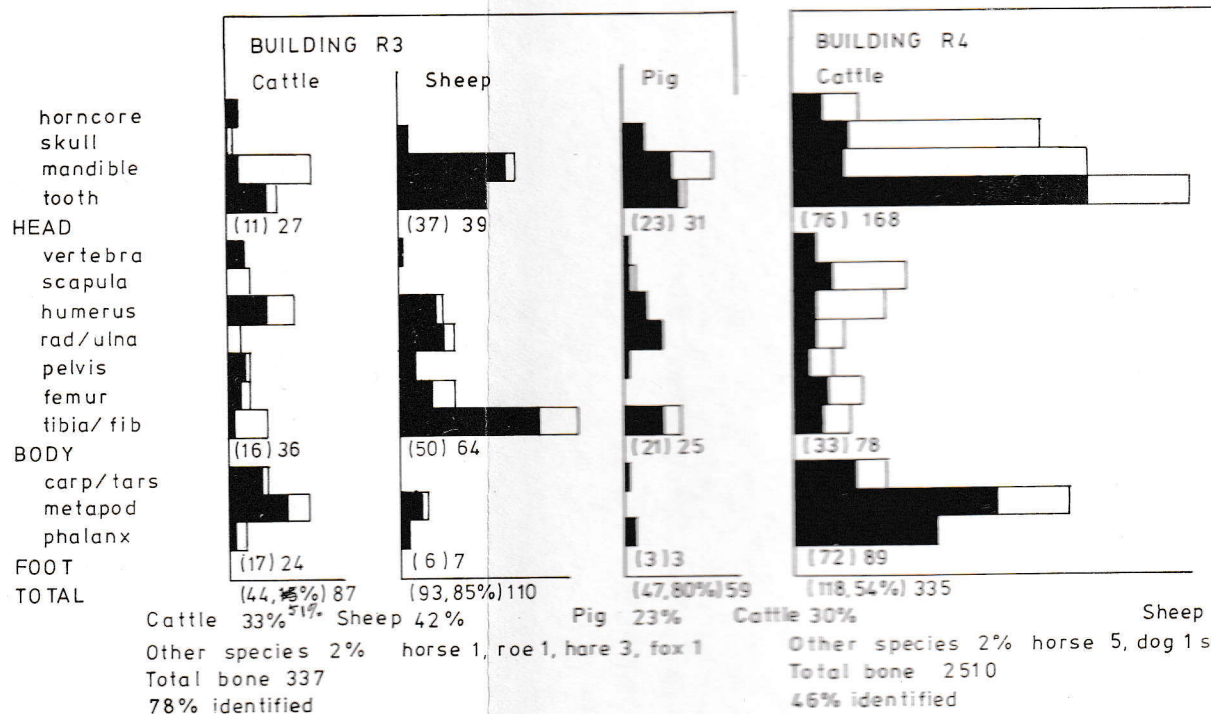 BUILDING R3 BUILDING R4
Cattle Sheep Pig Cattle
horncore
skull
mandible
tooth
(11) 27 (37) 39 (23) 31 (76) 168
HEAD
vertebra
scapula
humerus
rad/ulna
pelvis
femur
tibia/fib
(16) 36 (50) 64 (21) 25 (33) 78
BODY
carp/tars
metapod
phalanx
(17) 24 (6) 7 (3) 3 (72) 89
FOOT
TOTAL (44, %) 87 (93,85%) 110 (47,80%) 59 (118,54%) 335
Cattle 33% 51% Sheep 42% Pig 23% Cattle 30% Sheep
Other species 2% horse 1, roe 1, hare 3, fox 1 Other species 2% horse 5, dog 1 s
Total bone 337 Total bone 2510
78% identified 46% identified